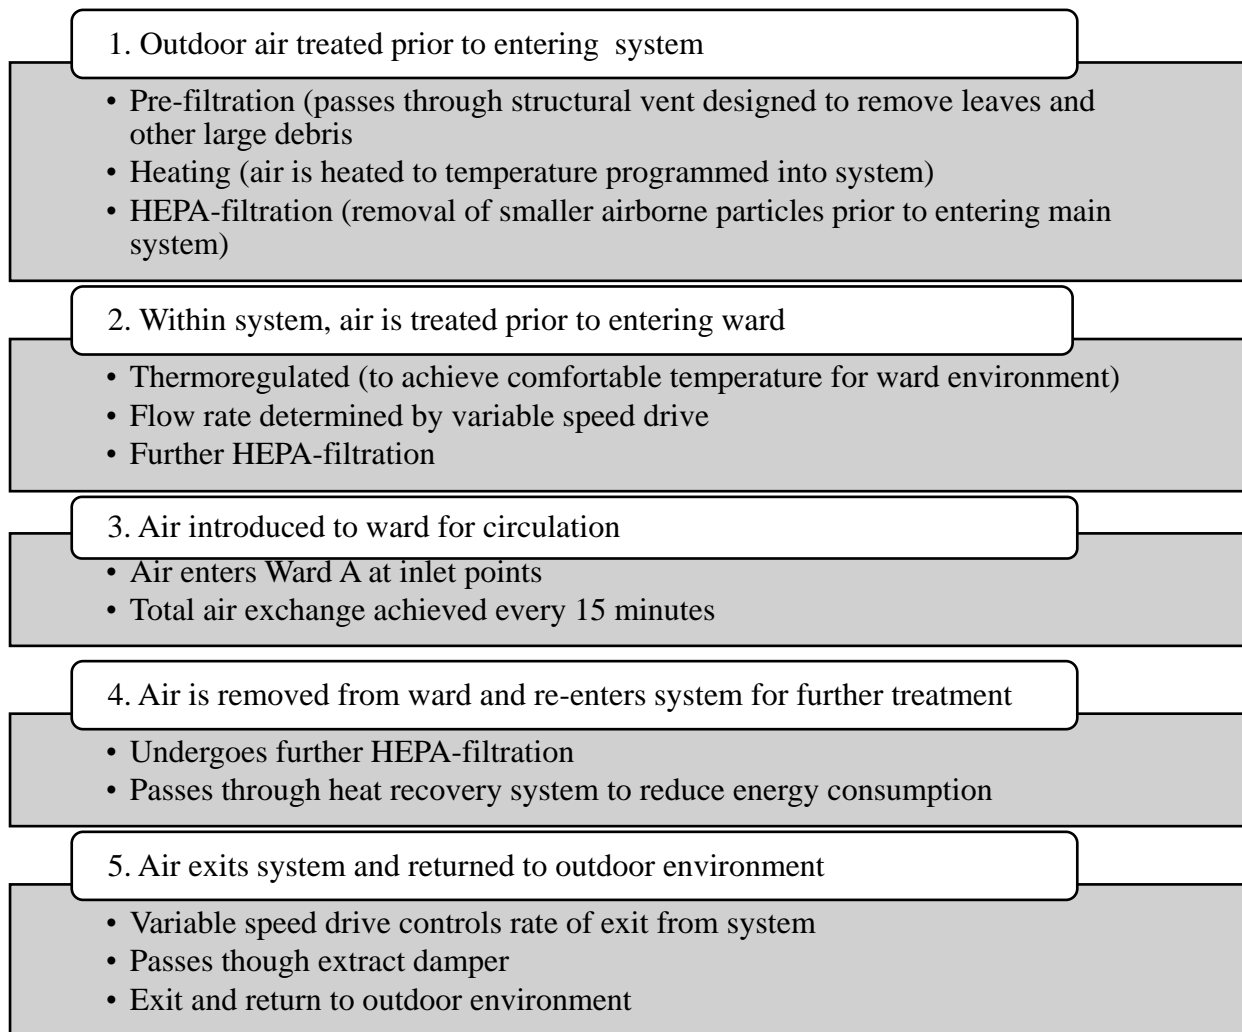 1. Outdoor air treated prior to entering  system
• Pre-filtration (passes through structural vent designed to remove leaves and
other large debris
• Heating (air is heated to temperature programmed into system)
• HEPA-filtration (removal of smaller airborne particles prior to entering main
system)
2. Within system, air is treated prior to entering ward
• Thermoregulated (to achieve comfortable temperature for ward environment)
• Flow rate determined by variable speed drive
• Further HEPA-filtration
3. Air introduced to ward for circulation
• Air enters Ward A at inlet points
• Total air exchange achieved every 15 minutes
4. Air is removed from ward and re-enters system for further treatment
• Undergoes further HEPA-filtration
• Passes through heat recovery system to reduce energy consumption
5. Air exits system and returned to outdoor environment
• Variable speed drive controls rate of exit from system
• Passes though extract damper
• Exit and return to outdoor environment